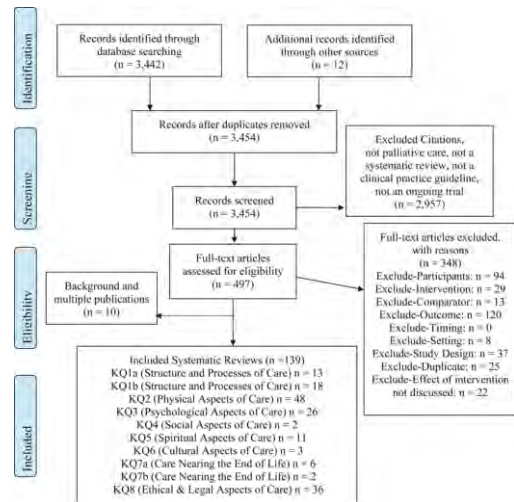 Identification
Records identified through
database searching
(n = 3,442)
Additional records identified
through other sources
(n = 12)
Records after duplicates removed
(n = 3,454)
Screening
Records screened
(n = 3,454)
Excluded Citations,
not palliative care, not a
systematic review, not a
clinical practice guideline,
not an ongoing trial
(n = 2,957)
Eligibility
Full-text articles
assessed for eligibility
(n = 497)
Full-text articles excluded,
with reasons
(n = 348)
Exclude-Participants: n = 94
Exclude-Intervention: n = 29
Exclude-Comparator: n = 13
Exclude-Outcome: n = 120
Exclude-Timing: n = 0
Exclude-Setting: n = 8
Exclude-Study Design: n = 37
Exclude-Duplicate: n = 25
Exclude-Effect of intervention
not discussed: n = 22
Background and
multiple publications
(n = 10)
Included
Included Systematic Reviews (n =139)
KQ1a (Structure and Processes of Care) n = 13
KQ1b (Structure and Processes of Care) n = 18
KQ2 (Physical Aspects of Care) n = 48
KQ3 (Psychological Aspects of Care) n = 26
KQ4 (Social Aspects of Care) n = 2
KQ5 (Spiritual Aspects of Care) n = 11
KQ6 (Cultural Aspects of Care) n = 3
KQ7a (Care Nearing the End of Life) n = 6
KQ7b (Care Nearing the End of Life) n = 2
KQ8 (Ethical & Legal Aspects of Care) n = 36